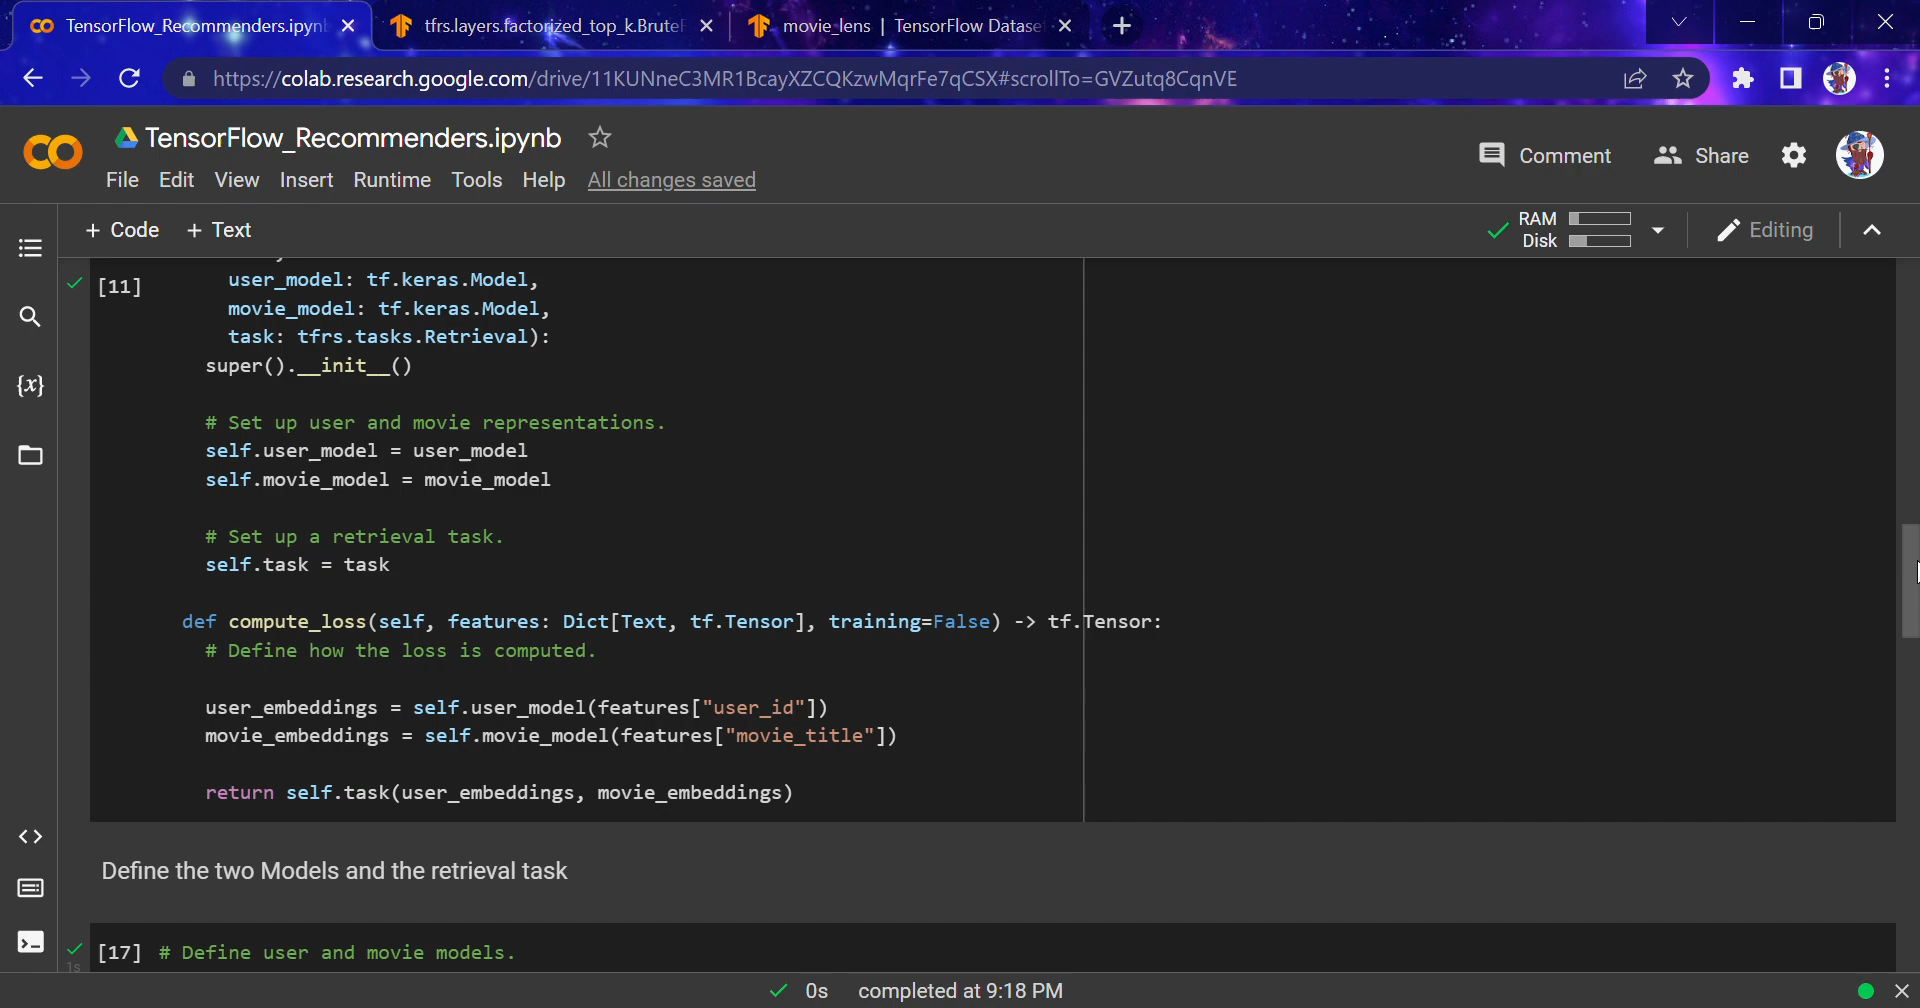 TensorFlow_Recommenders.ipyn
tfrs.layers.factorized_top_k.Brute
movie_lens | TensorFlow Datase
https://colab.research.google.com/drive/11KUNneC3MR1BcayXZCQKzwMqrFe7qCSX#scrollTo=GVZutq8CqnVE
TensorFlow_Recommenders.ipynb
Comment
Share
File Edit View Insert Runtime Tools Help All changes saved
+ Code + Text
RAM
Disk
Editing
[11]
user_model: tf.keras.Model,
movie_model: tf.keras.Model,
task: tfrs.tasks.Retrieval):
super().__init__()
# Set up user and movie representations.
self.user_model = user_model
self.movie_model = movie_model
# Set up a retrieval task.
self.task = task
def compute_loss(self, features: Dict[Text, tf.Tensor], training=False) -> tf.Tensor:
# Define how the loss is computed.
user_embeddings = self.user_model(features["user_id"])
movie_embeddings = self.movie_model(features["movie_title"])
return self.task(user_embeddings, movie_embeddings)
Define the two Models and the retrieval task
[17] # Define user and movie models.
1s
0s completed at 9:18 PM